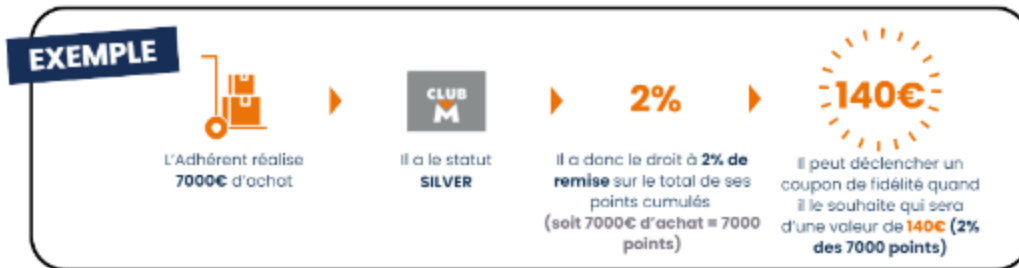 EXEMPLE
L'Adhérent réalise
7000€ d'achat
CLUB
M
Il a le statut
SILVER
2%
Il a donc le droit à 2% de
remise sur le total de ses
points cumulés
(soit 7000€ d'achat = 7000
points)
140€
Il peut déclencher un
coupon de fidélité quand
il le souhaite qui sera
d'une valeur de 140€ (2%
des 7000 points)